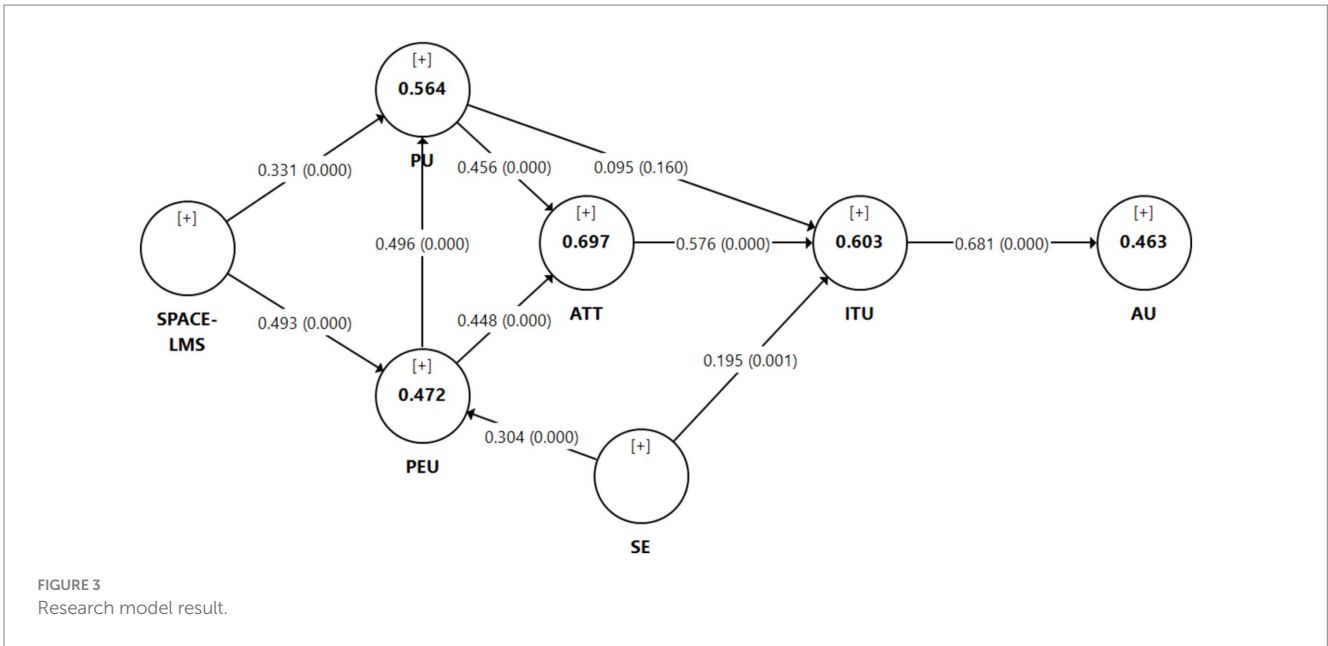 [+]
0.564
PU
0.331 (0.000)
0.456 (0.000)
0.095 (0.160)
[+]
SPACE-
LMS
0.496 (0.000)
[+]
0.697
ATT
0.576 (0.000)
[+]
0.603
ITU
0.681 (0.000)
[+]
0.463
AU
0.493 (0.000)
0.448 (0.000)
[+]
0.472
PEU
0.195 (0.001)
0.304 (0.000)
[+]
SE
FIGURE 3
Research model result.